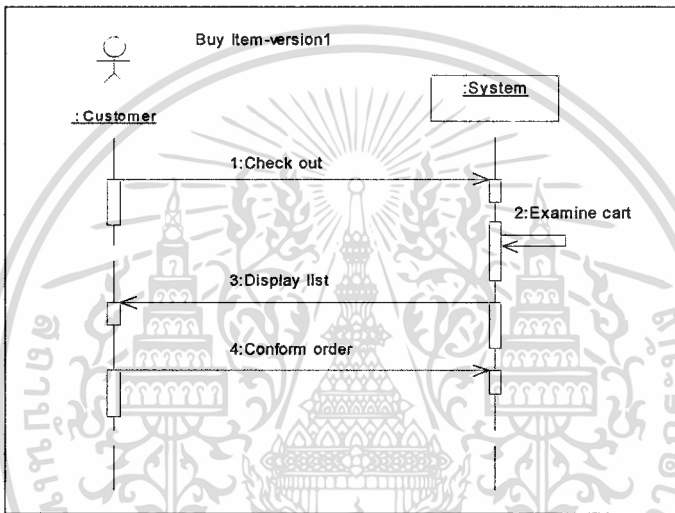 Buy Item-version1
: Customer
:System
1:Check out
2:Examine cart
3:Display list
4:Conform order